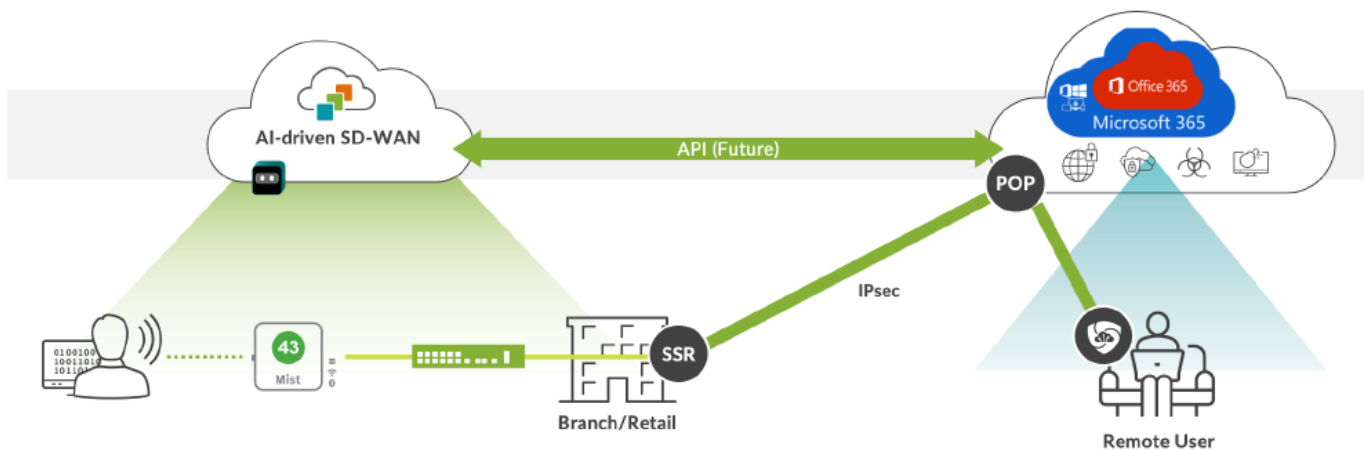 Office 365
Microsoft 365
AI-driven SD-WAN
API (Future)
POP
IPsec
0100100
1001101
10110
43
Mist
SSR
Branch/Retail
Remote User